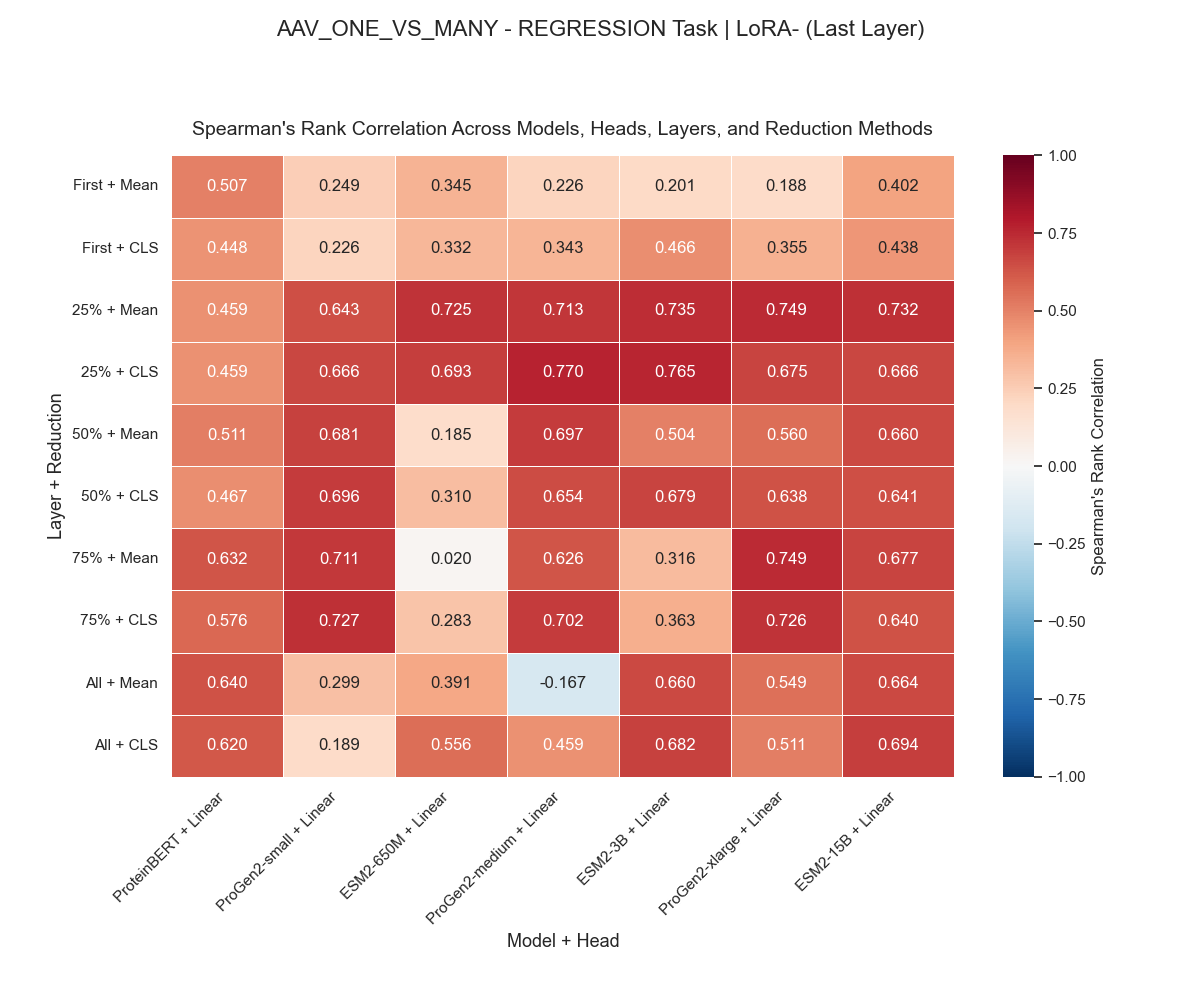 AAV_ONE_VS_MANY - REGRESSION Task | LoRA- (Last Layer)
Spearman's Rank Correlation Across Models, Heads, Layers, and Reduction Methods
First + Mean 0.507 0.249 0.345 0.226 0.201 0.188 0.402
First + CLS 0.448 0.226 0.332 0.343 0.466 0.355 0.438
25% + Mean 0.459 0.643 0.725 0.713 0.735 0.749 0.732
25% + CLS 0.459 0.666 0.693 0.770 0.765 0.675 0.666
50% + Mean 0.511 0.681 0.185 0.697 0.504 0.560 0.660
50% + CLS 0.467 0.696 0.310 0.654 0.679 0.638 0.641
75% + Mean 0.632 0.711 0.020 0.626 0.316 0.749 0.677
75% + CLS 0.576 0.727 0.283 0.702 0.363 0.726 0.640
All + Mean 0.640 0.299 0.391 -0.167 0.660 0.549 0.664
All + CLS 0.620 0.189 0.556 0.459 0.682 0.511 0.694
Layer + Reduction
ProteinBERT + Linear
ProGen2-small + Linear
ESM2-650M + Linear
ProGen2-medium + Linear
ESM2-3B + Linear
ProGen2-xlarge + Linear
ESM2-15B + Linear
Model + Head
1.00
0.75
0.50
0.25
0.00
−0.25
−0.50
−0.75
−1.00
Spearman's Rank Correlation